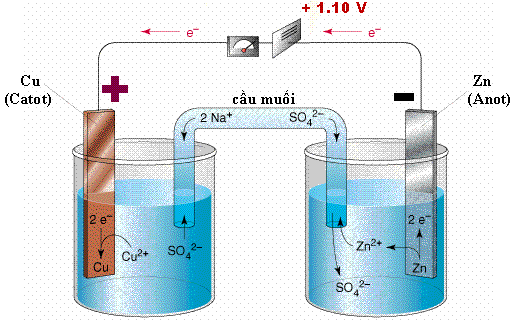 + 1.10 V
e⁻
e⁻
Cu
(Catot)
+
−
Zn
(Anot)
cầu muối
2 Na⁺
SO₄²⁻
2 e⁻
Cu
Cu²⁺
SO₄²⁻
Zn²⁺
2 e⁻
Zn
SO₄²⁻